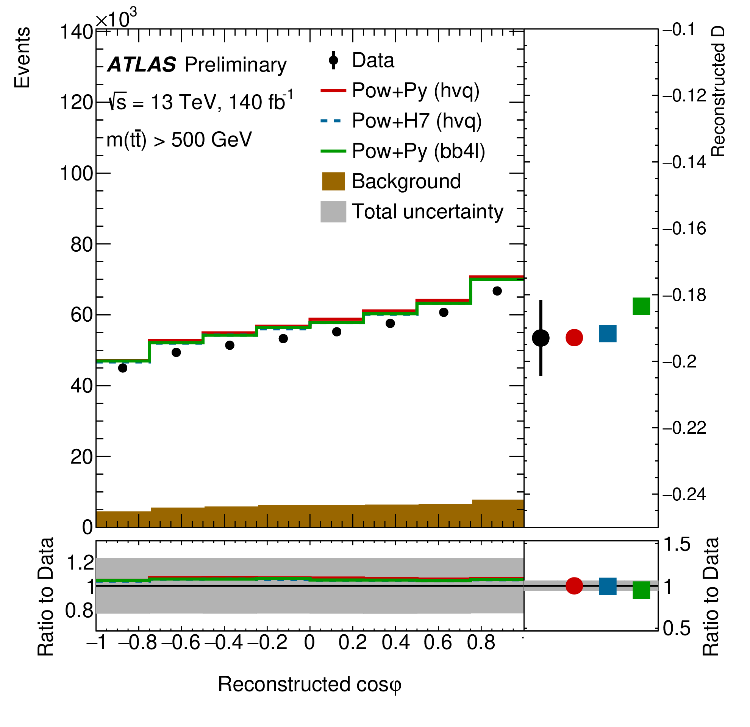 ×10³
Events
ATLAS Preliminary
√s = 13 TeV, 140 fb⁻¹
m(tt̄) > 500 GeV
Data
Pow+Py (hvq)
Pow+H7 (hvq)
Pow+Py (bb4l)
Background
Total uncertainty
140
120
100
80
60
40
20
0
Reconstructed D
−0.1
−0.12
−0.14
−0.16
−0.18
−0.2
−0.22
−0.24
Ratio to Data
1.2
1
0.8
−1 −0.8 −0.6 −0.4 −0.2 0 0.2 0.4 0.6 0.8
Reconstructed cosφ
1.5
1
0.5
Ratio to Data